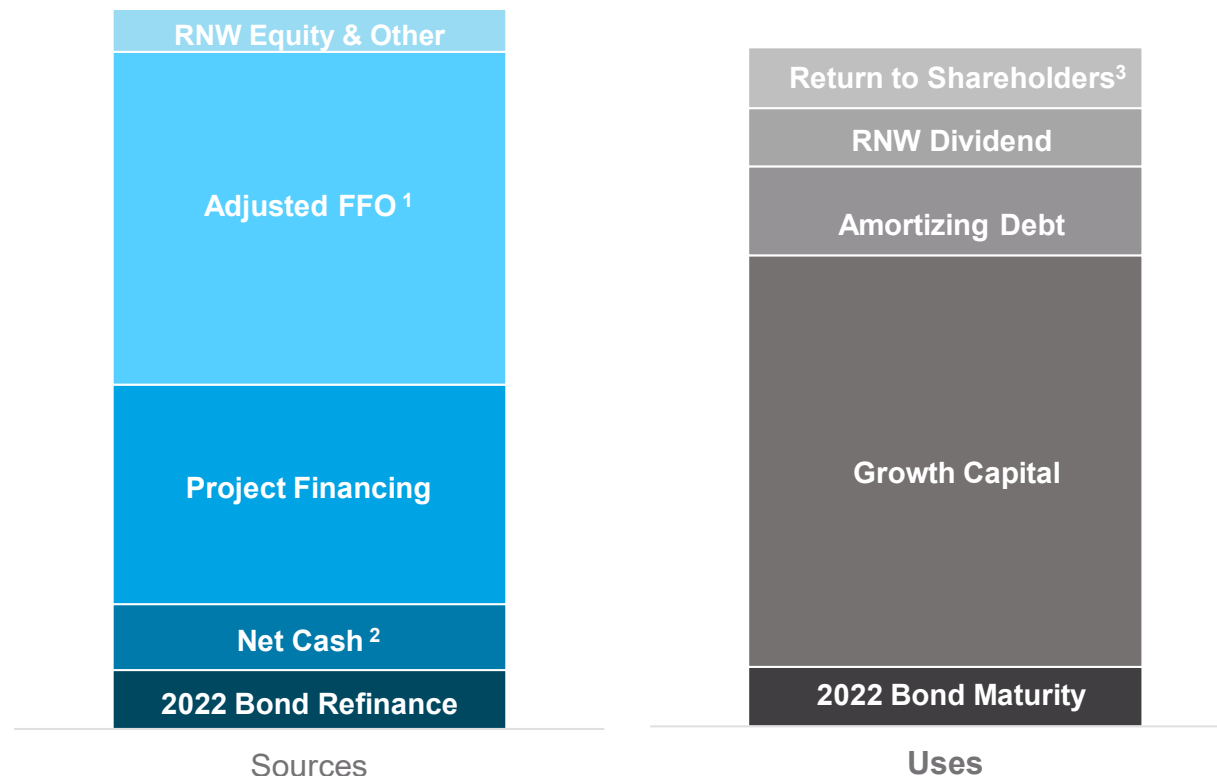 RNW Equity & Other
Adjusted FFO 1
Project Financing
Net Cash 2
2022 Bond Refinance
Sources
Return to Shareholders3
RNW Dividend
Amortizing Debt
Growth Capital
2022 Bond Maturity
Uses